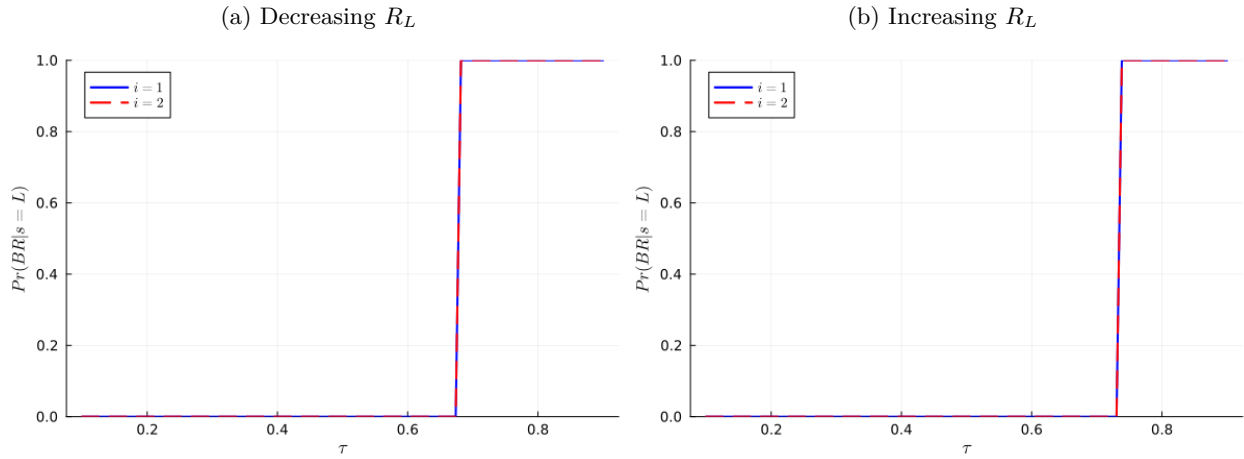 (a) Decreasing $R_L$
1.0
0.8
0.6
0.4
0.2
0.0
$Pr(BR|s = L)$
$i = 1$
$i = 2$
0.2 0.4 0.6 0.8
$\tau$
(b) Increasing $R_L$
1.0
0.8
0.6
0.4
0.2
0.0
$Pr(BR|s = L)$
$i = 1$
$i = 2$
0.2 0.4 0.6 0.8
$\tau$